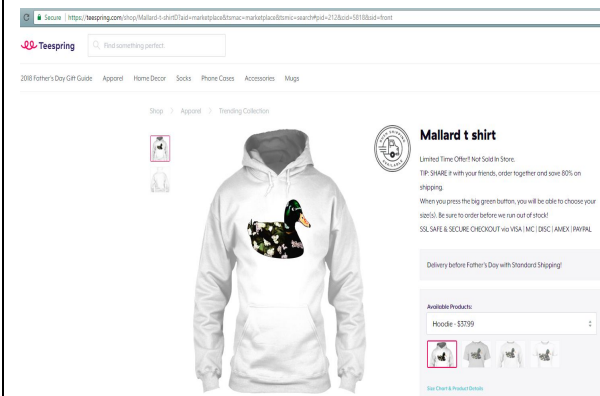 Secure | https://teespring.com/shop/Mallard-t-shirtD?aid=marketplace&tsmac=marketplace&tsmic=search#pid=212&cid=5818&sid=front
Teespring
Find something perfect.
2018 Father's Day Gift Guide Apparel Home Decor Socks Phone Cases Accessories Mugs
Shop > Apparel > Trending Collection
Mallard t shirt
Limited Time Offer!! Not Sold In Store.
TIP: SHARE it with your friends, order together and save 80% on
shipping.
When you press the big green button, you will be able to choose your
size(s). Be sure to order before we run out of stock!
SSL SAFE & SECURE CHECKOUT via VISA | MC | DISC | AMEX | PAYPAL
Delivery before Father's Day with Standard Shipping!
Available Products:
Hoodie - $37.99
Size Chart & Product Details